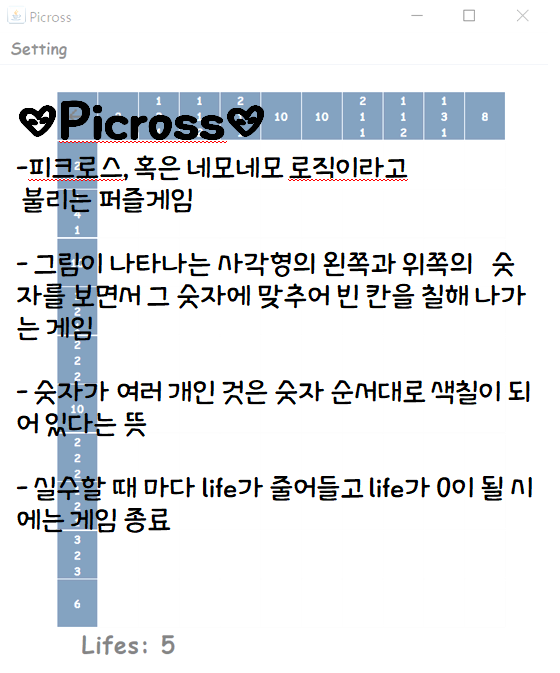 Picross
Setting
1 1 2 2 1 1
10 10 1 1 3 8
1 2 1
Picross
-피크로스, 혹은 네모네모 로직이라고
불리는 퍼즐게임
4
1
- 그림이 나타나는 사각형의 왼쪽과 위쪽의 숫
자를 보면서 그 숫자에 맞추어 빈 칸을 칠해 나가
는 게임
2
2
2
- 숫자가 여러 개인 것은 숫자 순서대로 색칠이 되
10
어 있다는 뜻
2
2
2
- 실수할 때 마다 life가 줄어들고 life가 0이 될 시
에는 게임 종료
3
2
3
6
Lifes: 5